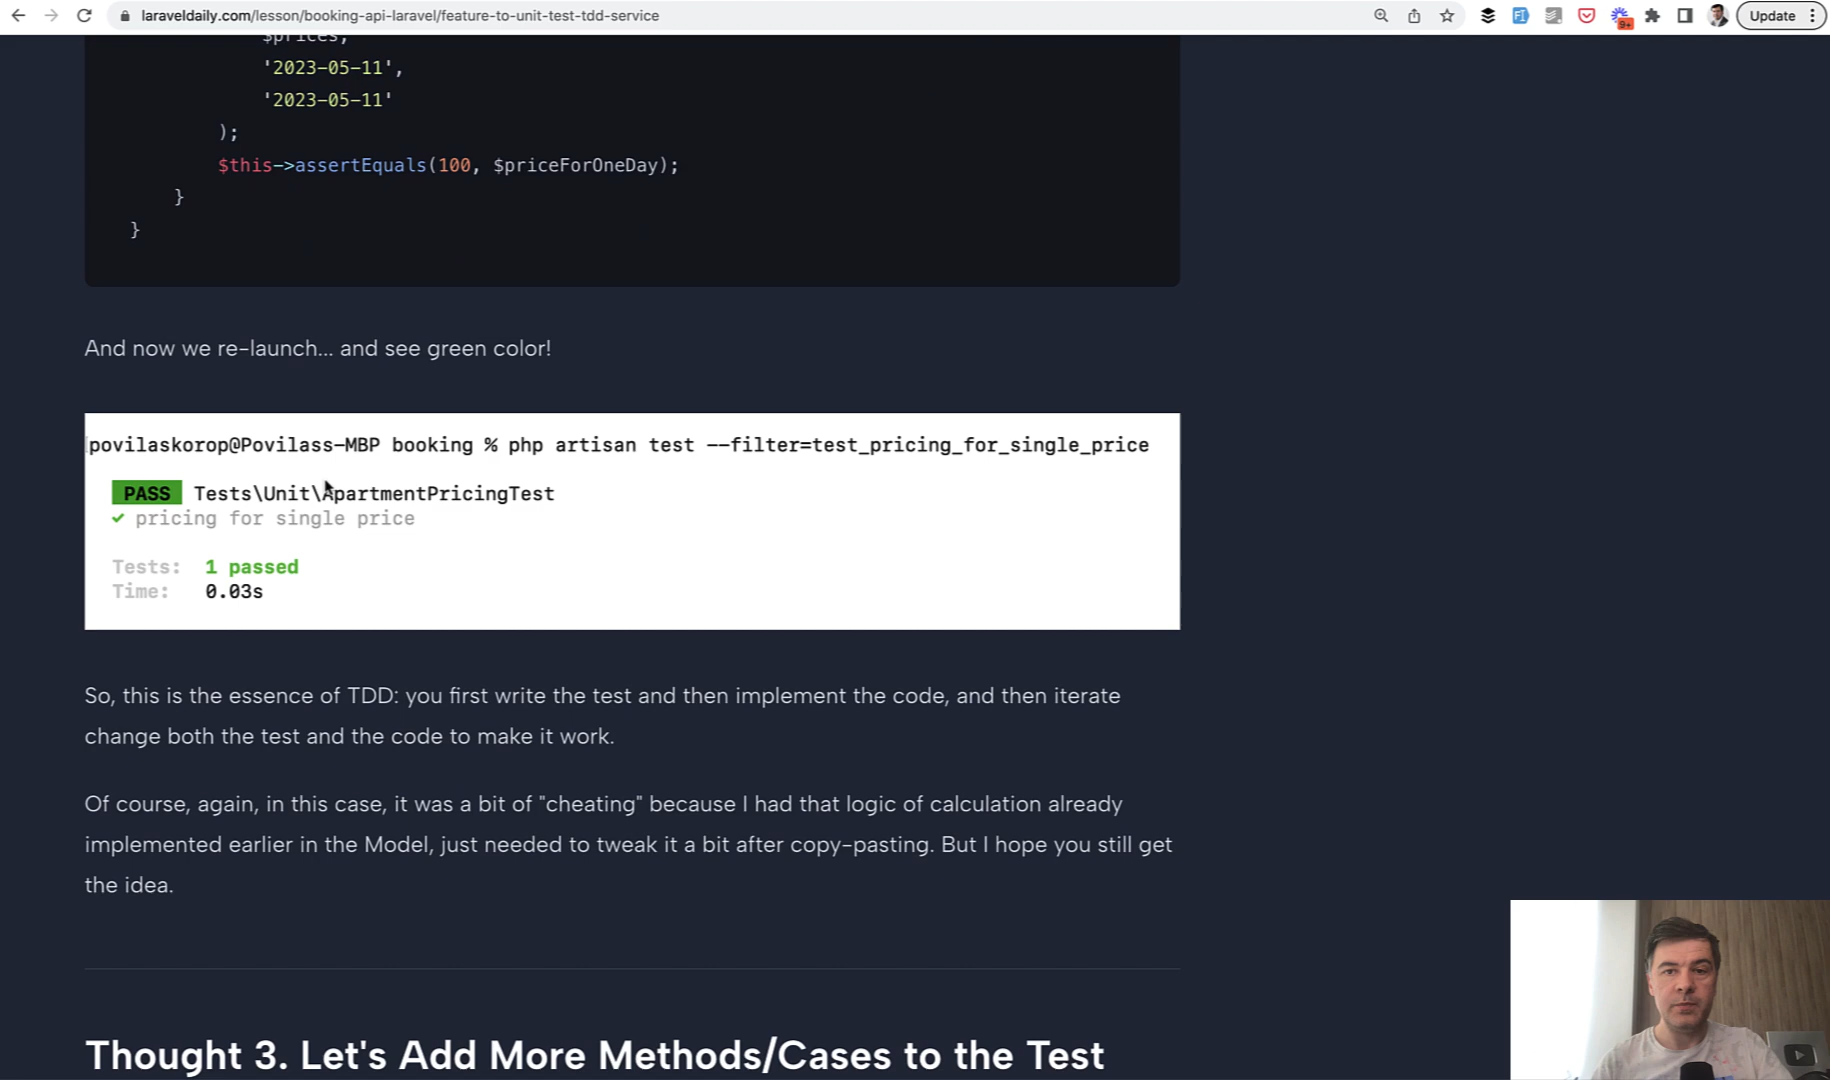 laraveldaily.com/lesson/booking-api-laravel/feature-to-unit-test-tdd-service
9+
Update
$prices,
'2023-05-11',
'2023-05-11'
);
$this->assertEquals(100, $priceForOneDay);
}
}
And now we re-launch... and see green color!
povilaskorop@Povilass-MBP booking % php artisan test --filter=test_pricing_for_single_price
PASS Tests\Unit\ApartmentPricingTest
✓ pricing for single price
Tests: 1 passed
Time: 0.03s
So, this is the essence of TDD: you first write the test and then implement the code, and then iterate
change both the test and the code to make it work.
Of course, again, in this case, it was a bit of "cheating" because I had that logic of calculation already
implemented earlier in the Model, just needed to tweak it a bit after copy-pasting. But I hope you still get
the idea.
Thought 3. Let's Add More Methods/Cases to the Test